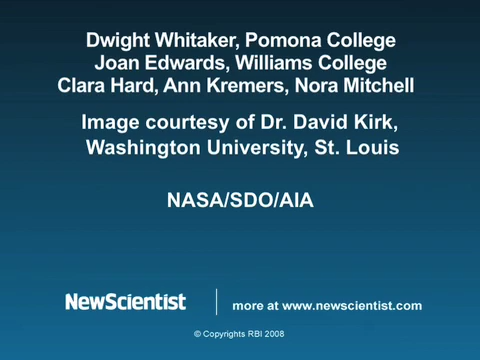 Dwight Whitaker, Pomona College
Joan Edwards, Williams College
Clara Hard, Ann Kremers, Nora Mitchell
Image courtesy of Dr. David Kirk,
Washington University, St. Louis
NASA/SDO/AIA
NewScientist
more at www.newscientist.com
© Copyrights RBI 2008